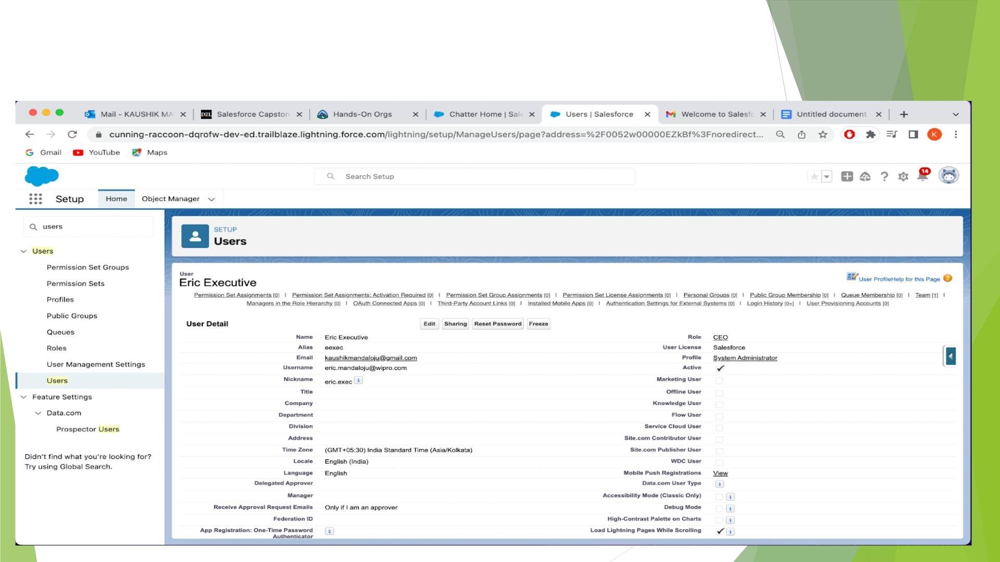 Mail - KAUSHIK MA Salesforce Capston Hands-On Orgs Chatter Home | Sale Users | Salesforce Welcome to Salesfo Untitled document
cunning-raccoon-dqrofw-dev-ed.trailblaze.lightning.force.com/lightning/setup/ManageUsers/page?address=%2F0052w00000EZkBf%3Fnoredirect... K
Gmail YouTube Maps
Search Setup 14
Setup Home Object Manager
users
Users
Permission Set Groups
Permission Sets
Profiles
Public Groups
Queues
Roles
User Management Settings
Users
Feature Settings
Data.com
Prospector Users
Didn't find what you're looking for?
Try using Global Search.
SETUP
Users
User
Eric Executive
User Profile Help for this Page ?
Permission Set Assignments [0] | Permission Set Assignments: Activation Required [0] | Permission Set Group Assignments [0] | Permission Set License Assignments [0] | Personal Groups [0] | Public Group Membership [0] | Queue Membership [0] | Team [1] |
Managers in the Role Hierarchy [0] | OAuth Connected Apps [0] | Third-Party Account Links [0] | Installed Mobile Apps [0] | Authentication Settings for External Systems [0] | Login History [0+] | User Provisioning Accounts [0]
User Detail Edit Sharing Reset Password Freeze
Name Eric Executive Role CEO
Alias eexec User License Salesforce
Email kaushikmandaloju@gmail.com Profile System Administrator
Username eric.mandaloju@wipro.com Active ✓
Nickname eric.exec i Marketing User
Title Offline User
Company Knowledge User
Department Flow User
Division Service Cloud User
Address Site.com Contributor User
Time Zone (GMT+05:30) India Standard Time (Asia/Kolkata) Site.com Publisher User
Locale English (India) WDC User
Language English Mobile Push Registrations View
Delegated Approver Data.com User Type i
Manager Accessibility Mode (Classic Only) i
Receive Approval Request Emails Only if I am an approver Debug Mode i
Federation ID High-Contrast Palette on Charts i
App Registration: One-Time Password i Load Lightning Pages While Scrolling ✓ i
Authenticator